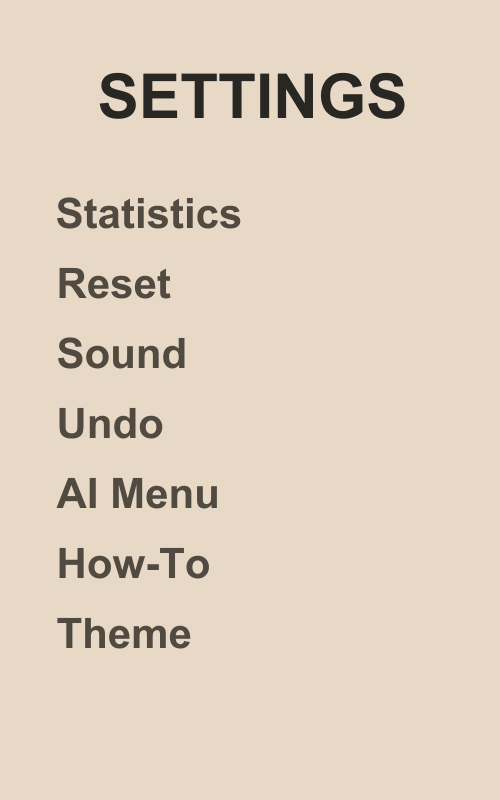 SETTINGS
Statistics
Reset
Sound
Undo
AI Menu
How-To
Theme